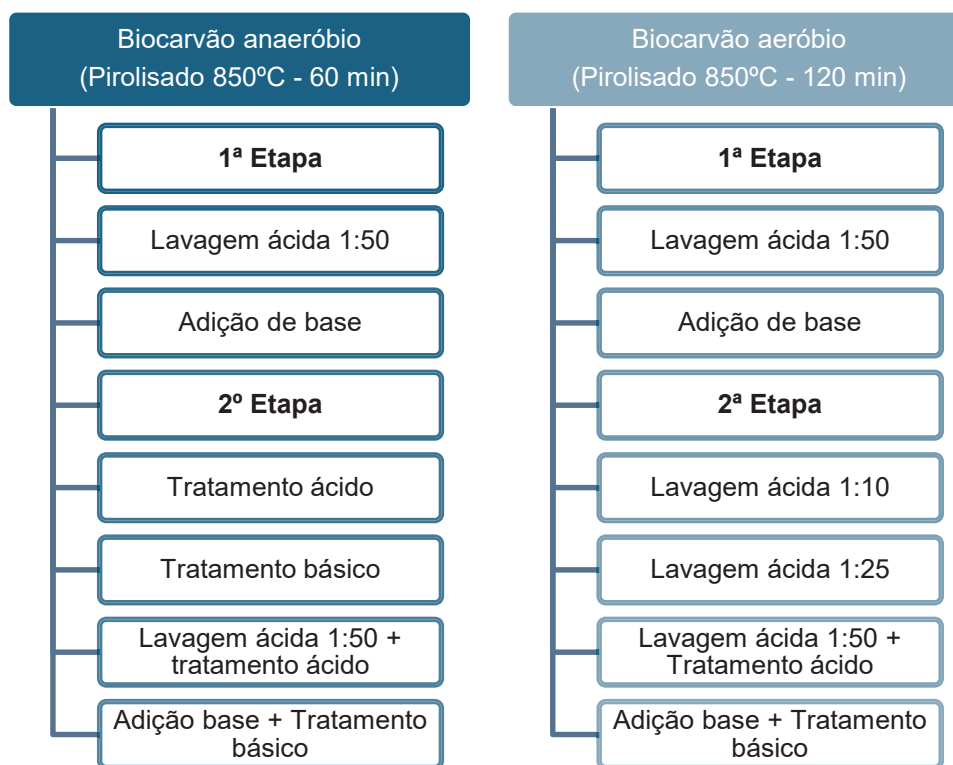 Biocarvão anaeróbio
(Pirolisado 850ºC - 60 min)
1ª Etapa
Lavagem ácida 1:50
Adição de base
2º Etapa
Tratamento ácido
Tratamento básico
Lavagem ácida 1:50 +
tratamento ácido
Adição base + Tratamento
básico
Biocarvão aeróbio
(Pirolisado 850ºC - 120 min)
1ª Etapa
Lavagem ácida 1:50
Adição de base
2ª Etapa
Lavagem ácida 1:10
Lavagem ácida 1:25
Lavagem ácida 1:50 +
Tratamento ácido
Adição base + Tratamento
básico